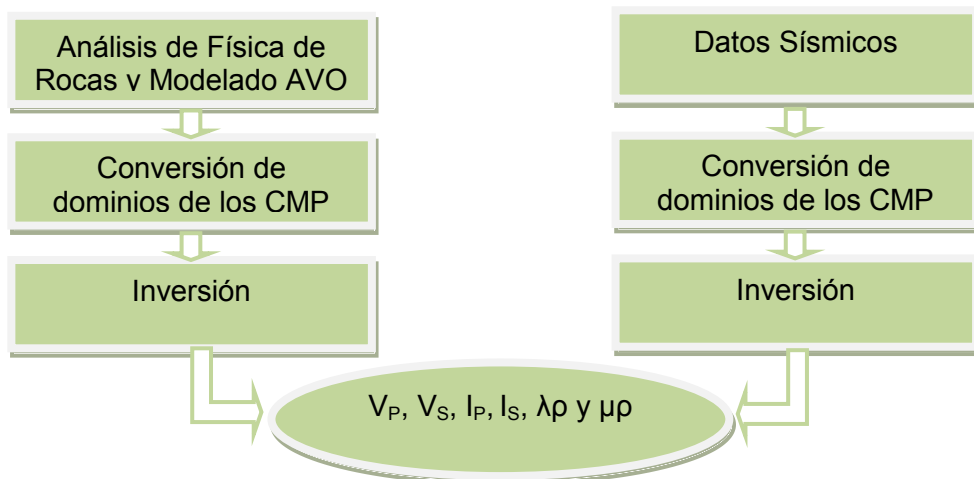 Análisis de Física de
Rocas y Modelado AVO
Conversión de
dominios de los CMP
Inversión
Datos Sísmicos
Conversión de
dominios de los CMP
Inversión
VP, VS, IP, IS, λρ y μρ